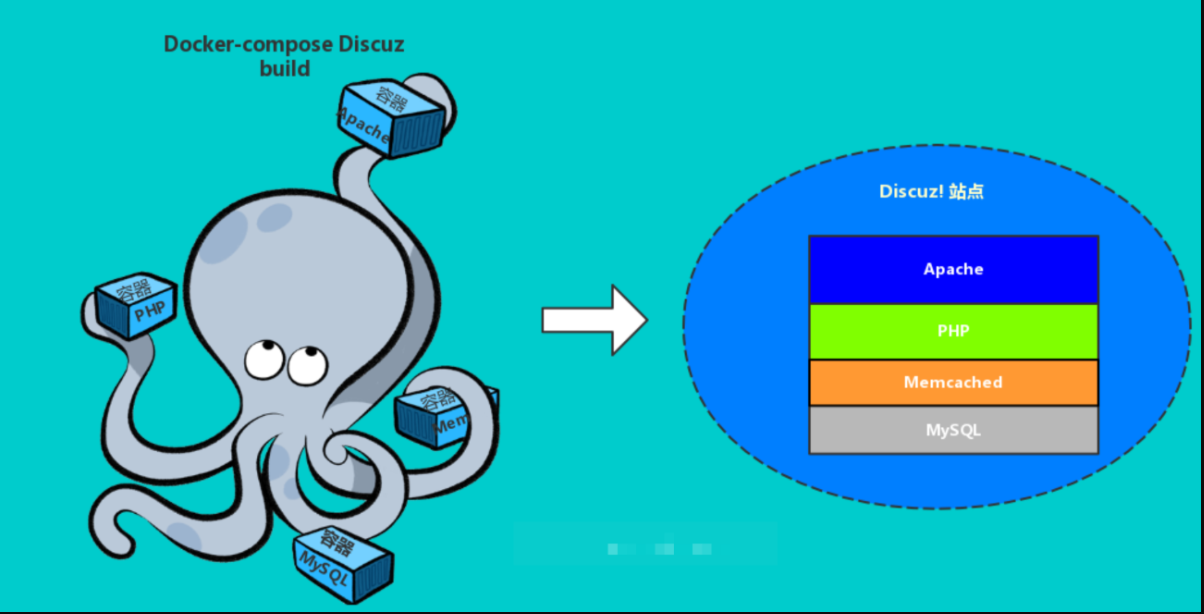 Docker-compose Discuz
build
容器
Apache
容器
PHP
容器
Mem
容器
MySQL
Discuz! 站点
Apache
PHP
Memcached
MySQL